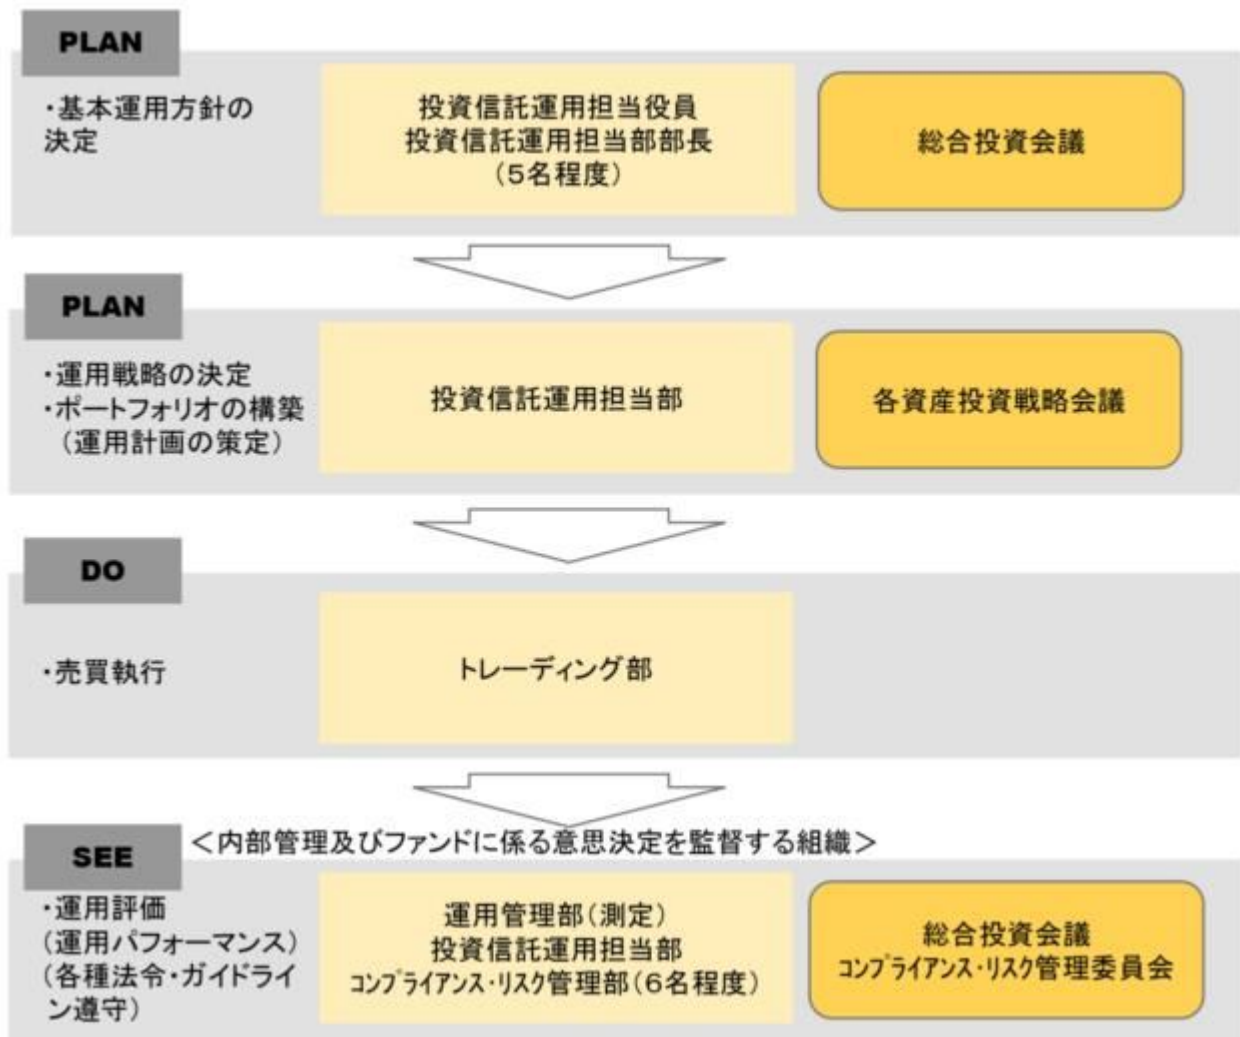 PLAN
・基本運用方針の
決定
投資信託運用担当役員
投資信託運用担当部部長
(5名程度)
総合投資会議
PLAN
・運用戦略の決定
・ポートフォリオの構築
(運用計画の策定)
投資信託運用担当部
各資産投資戦略会議
DO
・売買執行
トレーディング部
SEE
<内部管理及びファンドに係る意思決定を監督する組織>
・運用評価
(運用パフォーマンス)
(各種法令・ガイドライ
ン遵守)
運用管理部(測定)
投資信託運用担当部
コンプライアンス・リスク管理部(6名程度)
総合投資会議
コンプライアンス・リスク管理委員会